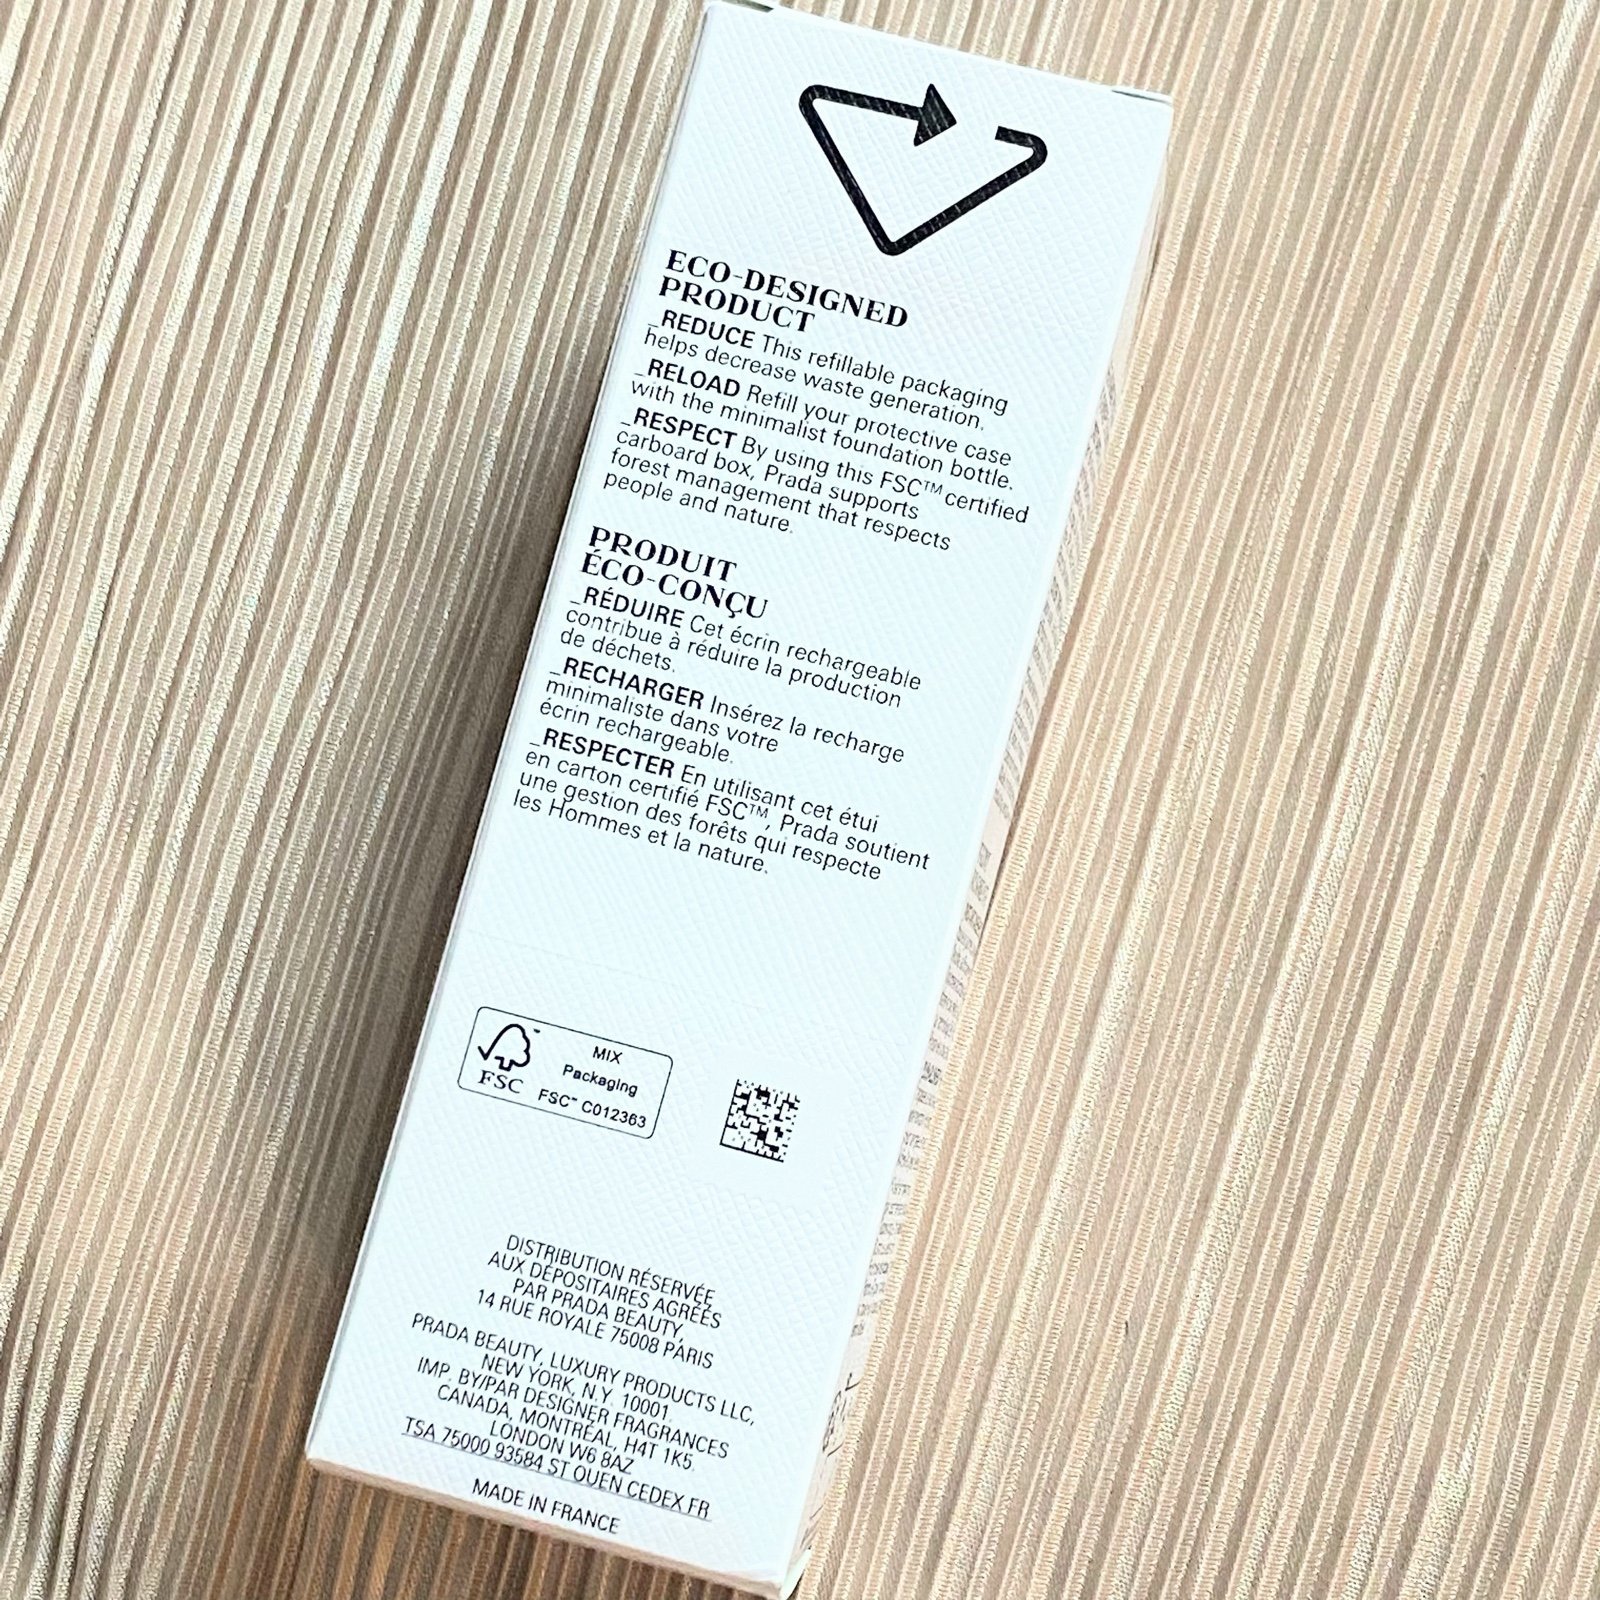 ECO-DESIGNED
PRODUCT
_REDUCE This refillable packaging
helps decrease waste generation.
_RELOAD Refill your protective case
with the minimalist foundation bottle.
_RESPECT By using this FSC™ certified
carboard box, Prada supports
forest management that respects
people and nature.
PRODUIT
ÉCO-CONÇU
_RÉDUIRE Cet écrin rechargeable
contribue à réduire la production
de déchets.
_RECHARGER Insérez la recharge
minimaliste dans votre
écrin rechargeable.
_RESPECTER En utilisant cet étui
en carton certifié FSC™, Prada soutient
une gestion des forêts qui respecte
les Hommes et la nature.
FSC
MIX
Packaging
FSC™ C012363
DISTRIBUTION RÉSERVÉE
AUX DÉPOSITAIRES AGRÉÉS
PAR PRADA BEAUTY,
14 RUE ROYALE 75008 PARIS
PRADA BEAUTY, LUXURY PRODUCTS LLC,
NEW YORK, N.Y. 10001.
IMP. BY/PAR DESIGNER FRAGRANCES
CANADA, MONTRÉAL, H4T 1K5.
LONDON W6 8AZ
TSA 75000 93584 ST OUEN CEDEX FR
MADE IN FRANCE